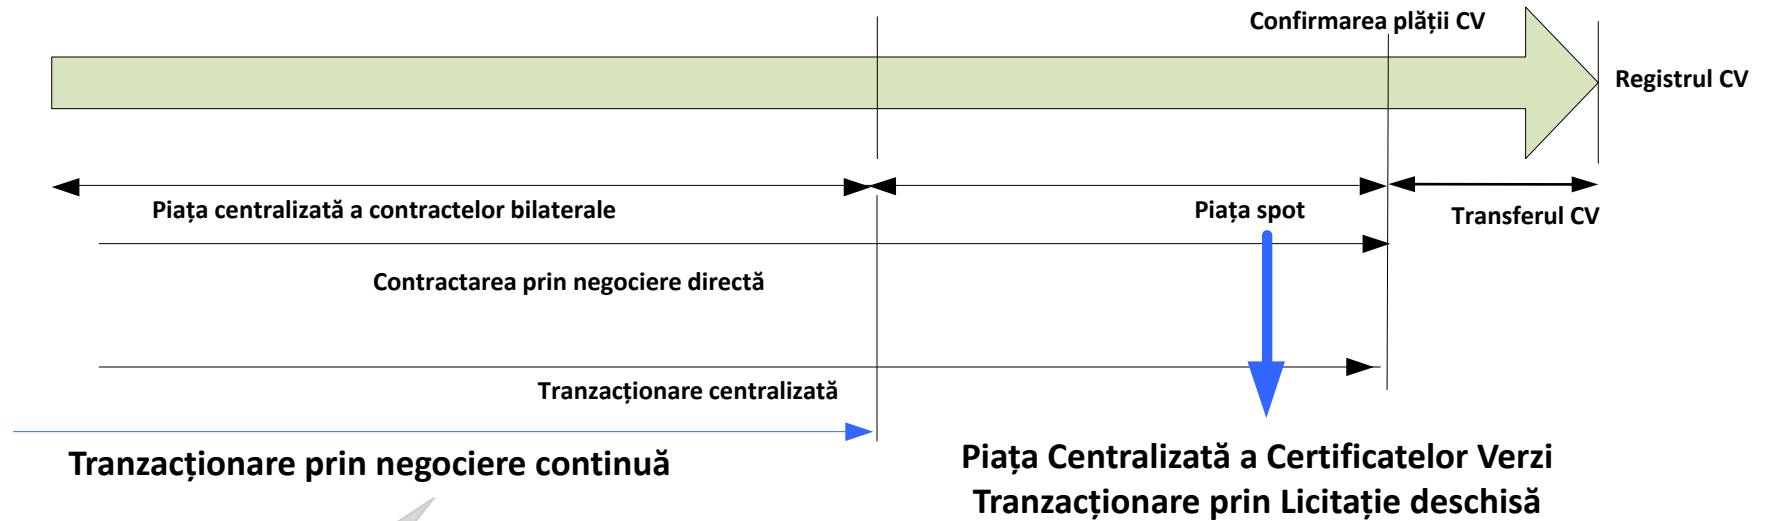 Confirmarea plății CV
Registrul CV
Piața centralizată a contractelor bilaterale
Piața spot
Transferul CV
Contractarea prin negociere directă
Tranzacționare centralizată
Tranzacționare prin negociere continuă
Piața Centralizată a Certificatelor Verzi
Tranzacționare prin Licitație deschisă